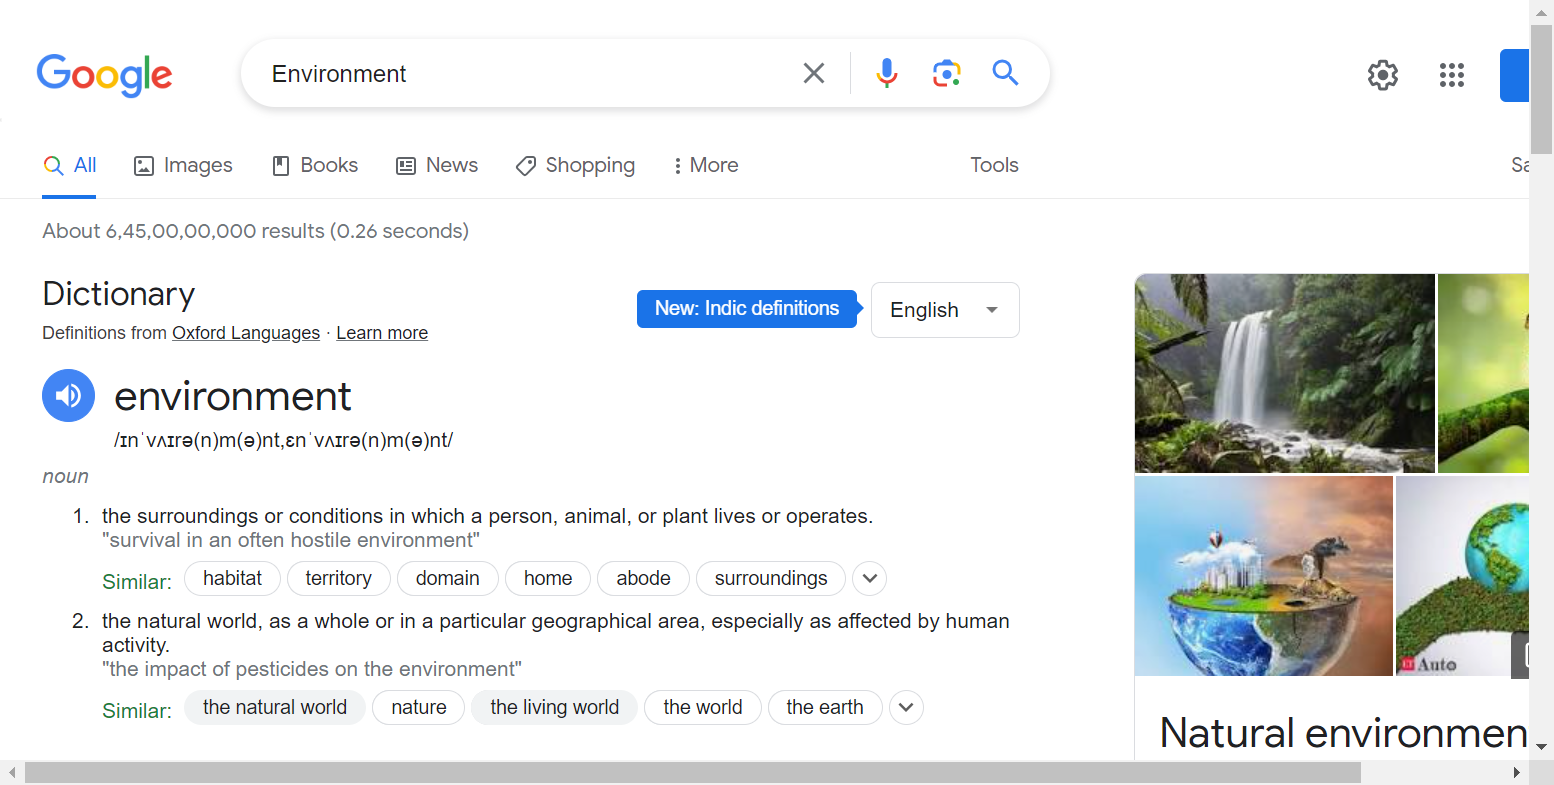 Google
Environment
All Images Books News Shopping More Tools Sa
About 6,45,00,00,000 results (0.26 seconds)
Dictionary
New: Indic definitions English
Definitions from Oxford Languages · Learn more
environment
/ɪnˈvʌɪrə(n)m(ə)nt,ɛnˈvʌɪrə(n)m(ə)nt/
noun
1. the surroundings or conditions in which a person, animal, or plant lives or operates.
"survival in an often hostile environment"
Similar: habitat territory domain home abode surroundings
2. the natural world, as a whole or in a particular geographical area, especially as affected by human
activity.
"the impact of pesticides on the environment"
Similar: the natural world nature the living world the world the earth
ET Auto
Natural environmen